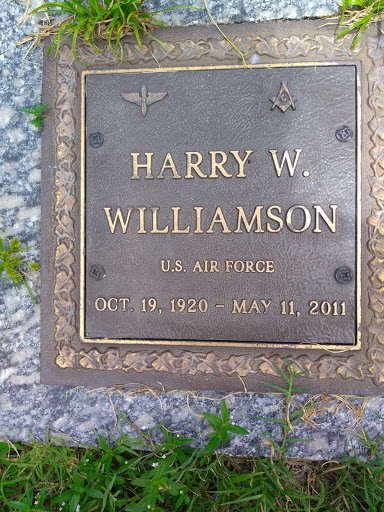 HARRY W.
WILLIAMSON
U.S. AIR FORCE
OCT. 19, 1920 - MAY 11, 2011